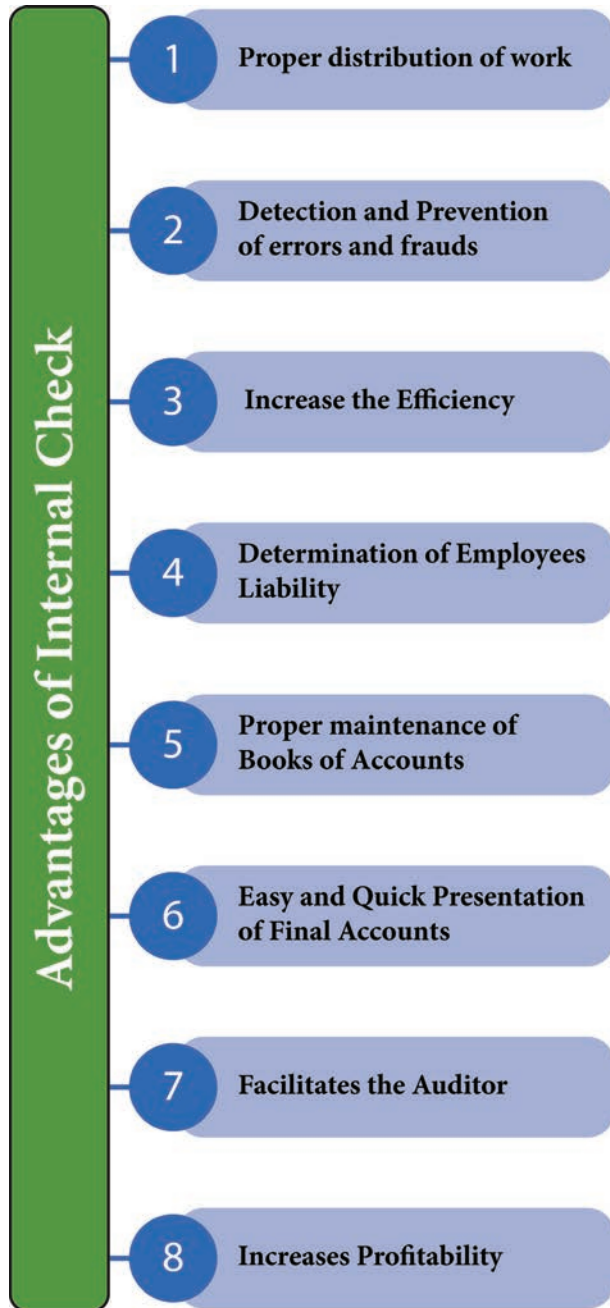 Advantages of Internal Check
1
Proper distribution of work
2
Detection and Prevention
of errors and frauds
3
Increase the Efficiency
4
Determination of Employees
Liability
5
Proper maintenance of
Books of Accounts
6
Easy and Quick Presentation
of Final Accounts
7
Facilitates the Auditor
8
Increases Profitability